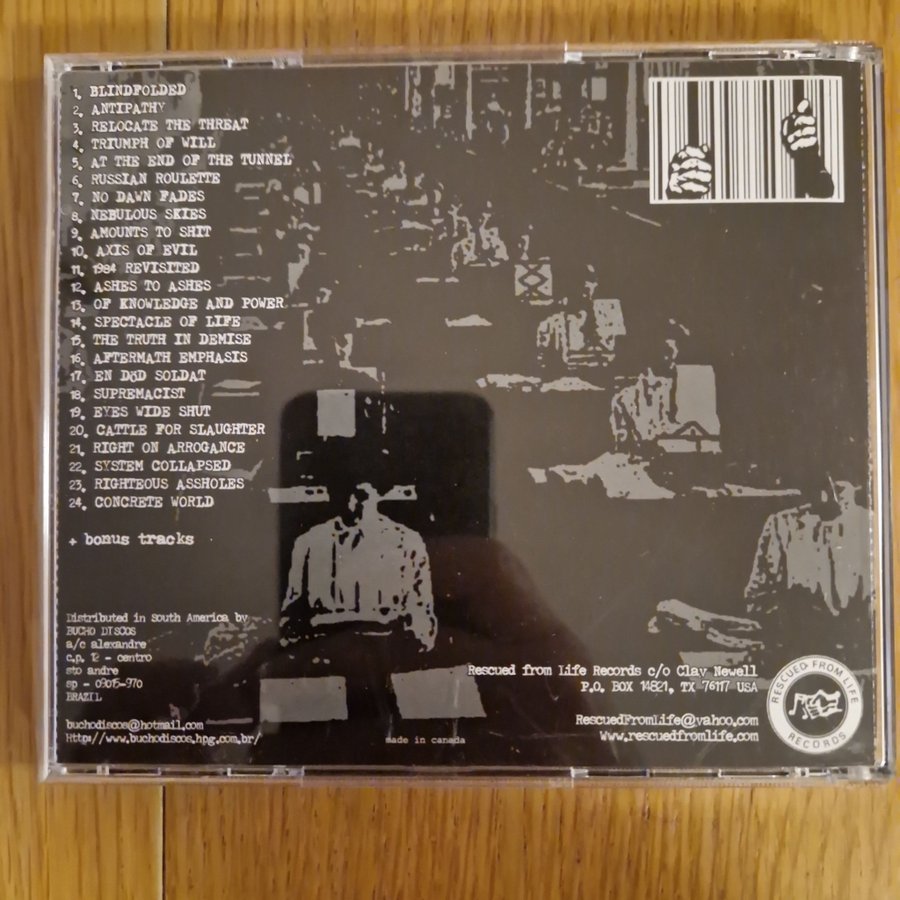 1. BLINDFOLDED
2. ANTIPATHY
3. RELOCATE THE THREAT
4. TRIUMPH OF WILL
5. AT THE END OF THE TUNNEL
6. RUSSIAN ROULETTE
7. NO DAWN FADES
8. NEBULOUS SKIES
9. AMOUNTS TO SHIT
10. AXIS OF EVIL
11. 1984 REVISITED
12. ASHES TO ASHES
13. OF KNOWLEDGE AND POWER
14. SPECTACLE OF LIFE
15. THE TRUTH IN DEMISE
16. AFTERMATH EMPHASIS
17. EN DöD SOLDAT
18. SUPREMACIST
19. EYES WIDE SHUT
20. CATTLE FOR SLAUGHTER
21. RIGHT ON ARROGANCE
22. SYSTEM COLLAPSED
23. RIGHTEOUS ASSHOLES
24. CONCRETE WORLD
+ bonus tracks
Distributed in South America by
BUCHO DISCOS
a/c alexandre
c.p. 12 - centro
sto andre
sp - 09015-970
BRAZIL
buchodiscos@hotmail.com
Http://www.buchodiscos.hpg.com.br/
made in canada
Rescued from Life Records c/o Clay Newell
P.O. BOX 14821, TX 76117 USA
RescuedFromLife@yahoo.com
Www.rescuedfromlife.com
RESCUED FROM LIFE
RECORDS